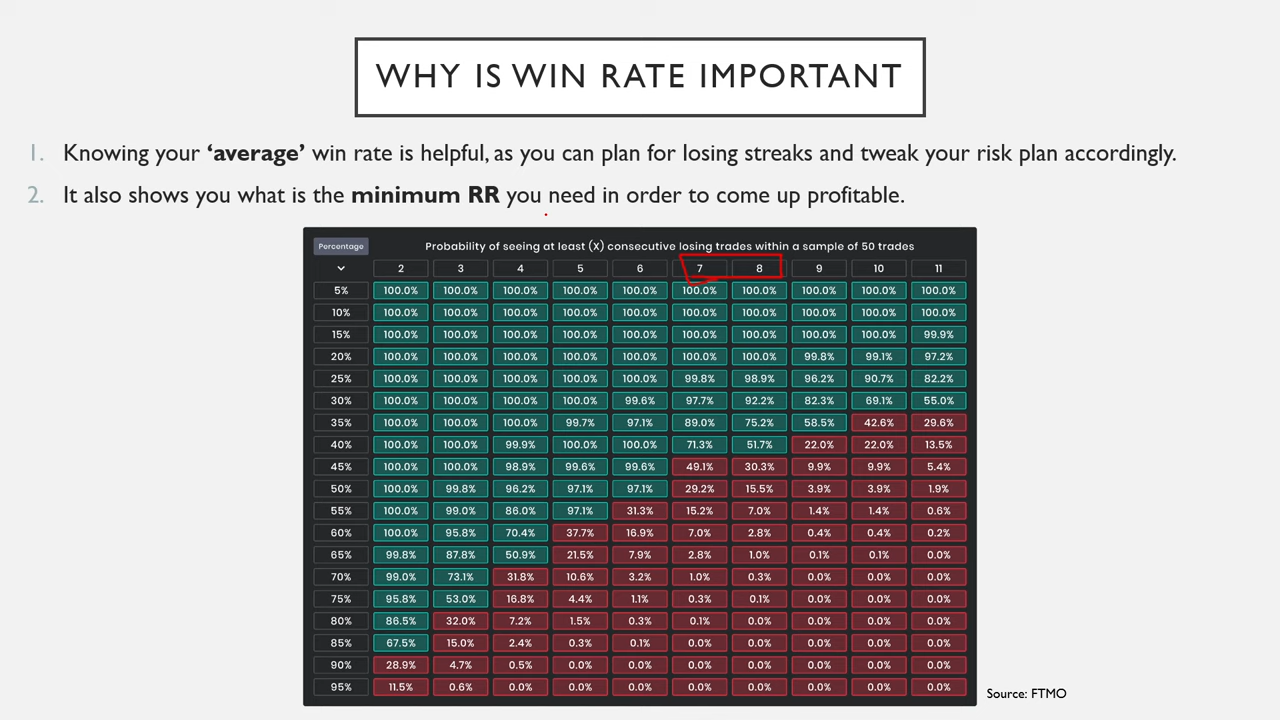 WHY IS WIN RATE IMPORTANT
1. Knowing your ‘average’ win rate is helpful, as you can plan for losing streaks and tweak your risk plan accordingly.
2. It also shows you what is the minimum RR you need in order to come up profitable.
Percentage Probability of seeing at least (X) consecutive losing trades within a sample of 50 trades
2 3 4 5 6 7 8 9 10 11
5% 100.0% 100.0% 100.0% 100.0% 100.0% 100.0% 100.0% 100.0% 100.0% 100.0%
10% 100.0% 100.0% 100.0% 100.0% 100.0% 100.0% 100.0% 100.0% 100.0% 100.0%
15% 100.0% 100.0% 100.0% 100.0% 100.0% 100.0% 100.0% 100.0% 100.0% 99.9%
20% 100.0% 100.0% 100.0% 100.0% 100.0% 100.0% 100.0% 99.8% 99.1% 97.2%
25% 100.0% 100.0% 100.0% 100.0% 100.0% 99.8% 98.9% 96.2% 90.7% 82.2%
30% 100.0% 100.0% 100.0% 100.0% 99.6% 97.7% 92.2% 82.3% 69.1% 55.0%
35% 100.0% 100.0% 100.0% 99.7% 97.1% 89.0% 75.2% 58.5% 42.6% 29.6%
40% 100.0% 100.0% 99.9% 100.0% 100.0% 71.3% 51.7% 22.0% 22.0% 13.5%
45% 100.0% 100.0% 98.9% 99.6% 99.6% 49.1% 30.3% 9.9% 9.9% 5.4%
50% 100.0% 99.8% 96.2% 97.1% 97.1% 29.2% 15.5% 3.9% 3.9% 1.9%
55% 100.0% 99.0% 86.0% 97.1% 31.3% 15.2% 7.0% 1.4% 1.4% 0.6%
60% 100.0% 95.8% 70.4% 37.7% 16.9% 7.0% 2.8% 0.4% 0.4% 0.2%
65% 99.8% 87.8% 50.9% 21.5% 7.9% 2.8% 1.0% 0.1% 0.1% 0.0%
70% 99.0% 73.1% 31.8% 10.6% 3.2% 1.0% 0.3% 0.0% 0.0% 0.0%
75% 95.8% 53.0% 16.8% 4.4% 1.1% 0.3% 0.1% 0.0% 0.0% 0.0%
80% 86.5% 32.0% 7.2% 1.5% 0.3% 0.1% 0.0% 0.0% 0.0% 0.0%
85% 67.5% 15.0% 2.4% 0.3% 0.1% 0.0% 0.0% 0.0% 0.0% 0.0%
90% 28.9% 4.7% 0.5% 0.0% 0.0% 0.0% 0.0% 0.0% 0.0% 0.0%
95% 11.5% 0.6% 0.0% 0.0% 0.0% 0.0% 0.0% 0.0% 0.0% 0.0%
Source: FTMO